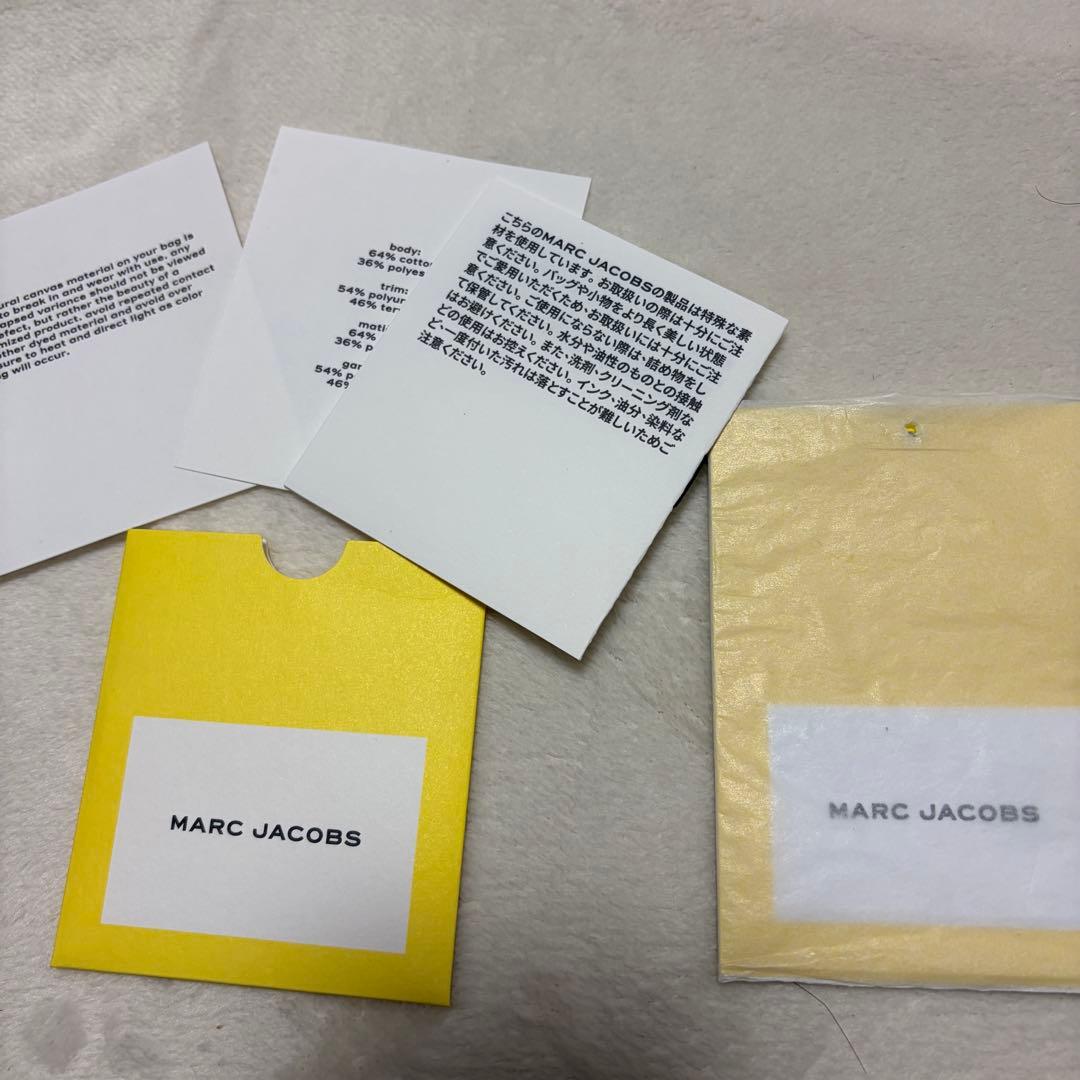 ural canvas material on your bag is
to break in and wear with use. any
apsed variance should not be viewed
efect, but rather the beauty of a
mized product. avoid repeated contact
ther dyed material and avoid over
sure to heat and direct light as color
g will occur.
body:
64% cotto
36% polyes
trim:
54% polyur
46% ter
mati
64%
36% p
gar
54% p
46%
こちらのMARC JACOBSの製品は特殊な素
材を使用しています。お取扱いの際は十分にご注
意ください。バッグや小物をより長く美しい状態
でご愛用いただくため、お取扱いには十分にご注
意ください。ご使用にならない際は、詰め物をし
て保管してください。水分や油性のものとの接触
はお避けください。また、洗剤、クリーニング剤な
どの使用はお控えください。インク、油分、染料な
ど、一度付いた汚れは落とすことが難しいためご
注意ください。
MARC JACOBS
MARC JACOBS